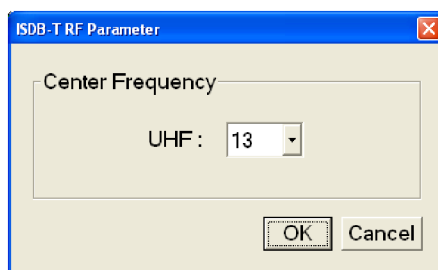 ISDB-T RF Parameter
Center Frequency
UHF : 13
OK Cancel